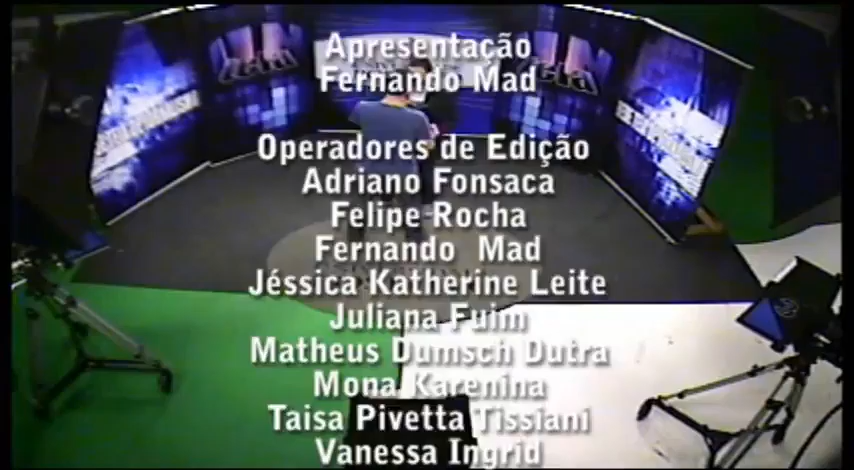 Apresentação
Fernando Mad
Operadores de Edição
Adriano Fonsaca
Felipe Rocha
Fernando Mad
Jéssica Katherine Leite
Juliana Fuim
Matheus Dumsch Dutra
Mona Karenina
Taisa Pivetta Tissiani
Vanessa Ingrid